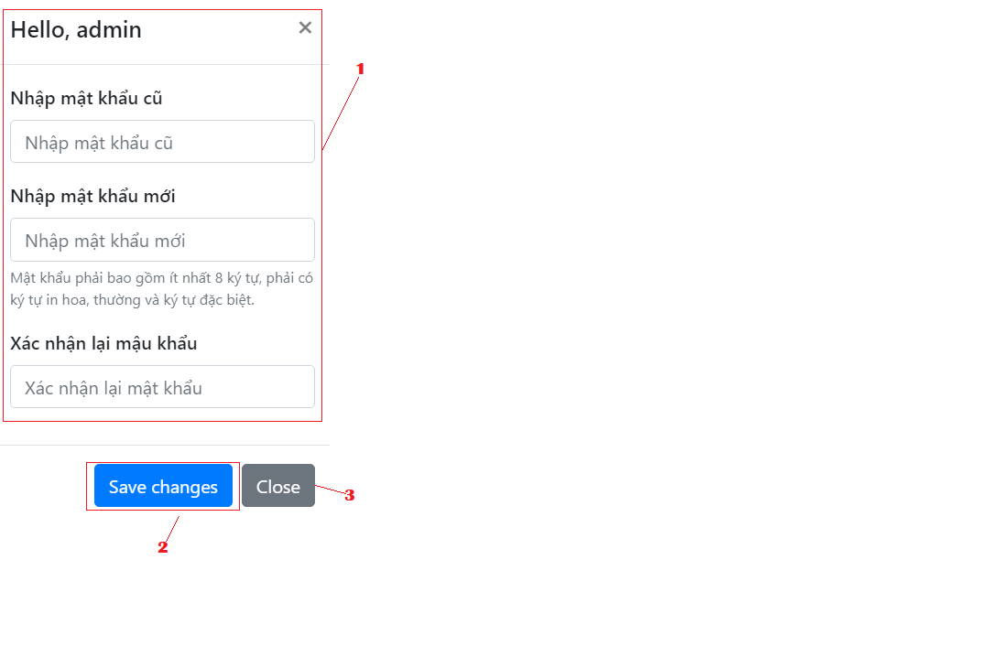 Hello, admin ×
1
Nhập mật khẩu cũ
Nhập mật khẩu cũ
Nhập mật khẩu mới
Nhập mật khẩu mới
Mật khẩu phải bao gồm ít nhất 8 ký tự, phải có
ký tự in hoa, thường và ký tự đặc biệt.
Xác nhận lại mậu khẩu
Xác nhận lại mật khẩu
Save changes Close
3
2